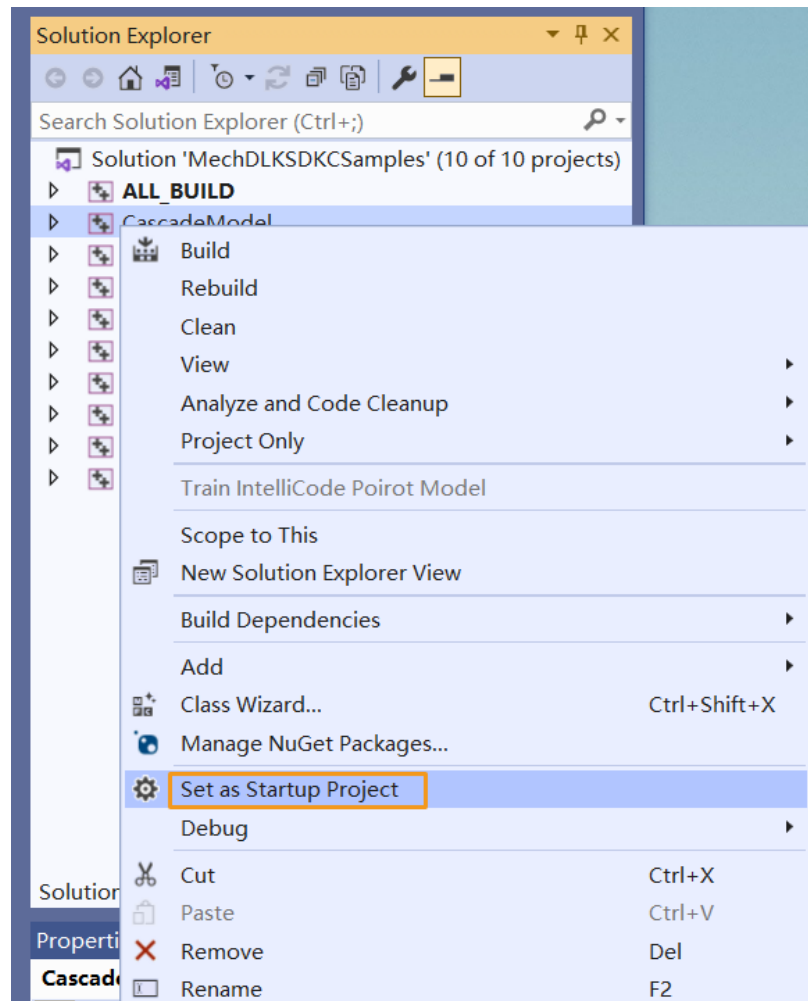 Solution Explorer
Search Solution Explorer (Ctrl+;)
Solution 'MechDLKSDKCSamples' (10 of 10 projects)
ALL_BUILD
CascadeModel
Build
Rebuild
Clean
View
Analyze and Code Cleanup
Project Only
Train IntelliCode Poirot Model
Scope to This
New Solution Explorer View
Build Dependencies
Add
Class Wizard... Ctrl+Shift+X
Manage NuGet Packages...
Set as Startup Project
Debug
Cut Ctrl+X
Solution
Paste Ctrl+V
Properti
Remove Del
Cascad
Rename F2